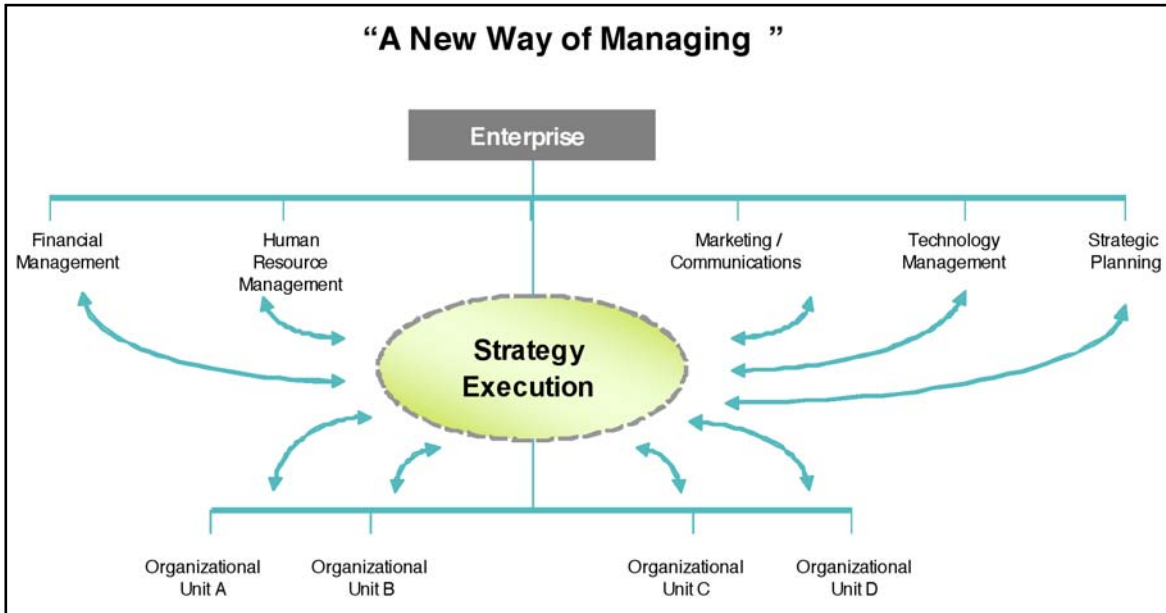 “A New Way of Managing ”
Enterprise
Financial
Management
Human
Resource
Management
Marketing /
Communications
Technology
Management
Strategic
Planning
Strategy
Execution
Organizational
Unit A
Organizational
Unit B
Organizational
Unit C
Organizational
Unit D